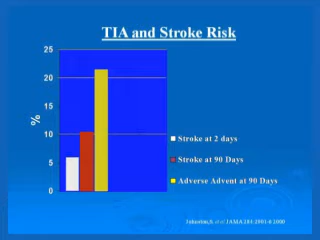 TIA and Stroke Risk
25
20
15
10
5
0
%
Stroke at 2 days
Stroke at 90 Days
Adverse Advent at 90 Days
Johnston,S. et al JAMA 284:2901-6 2000